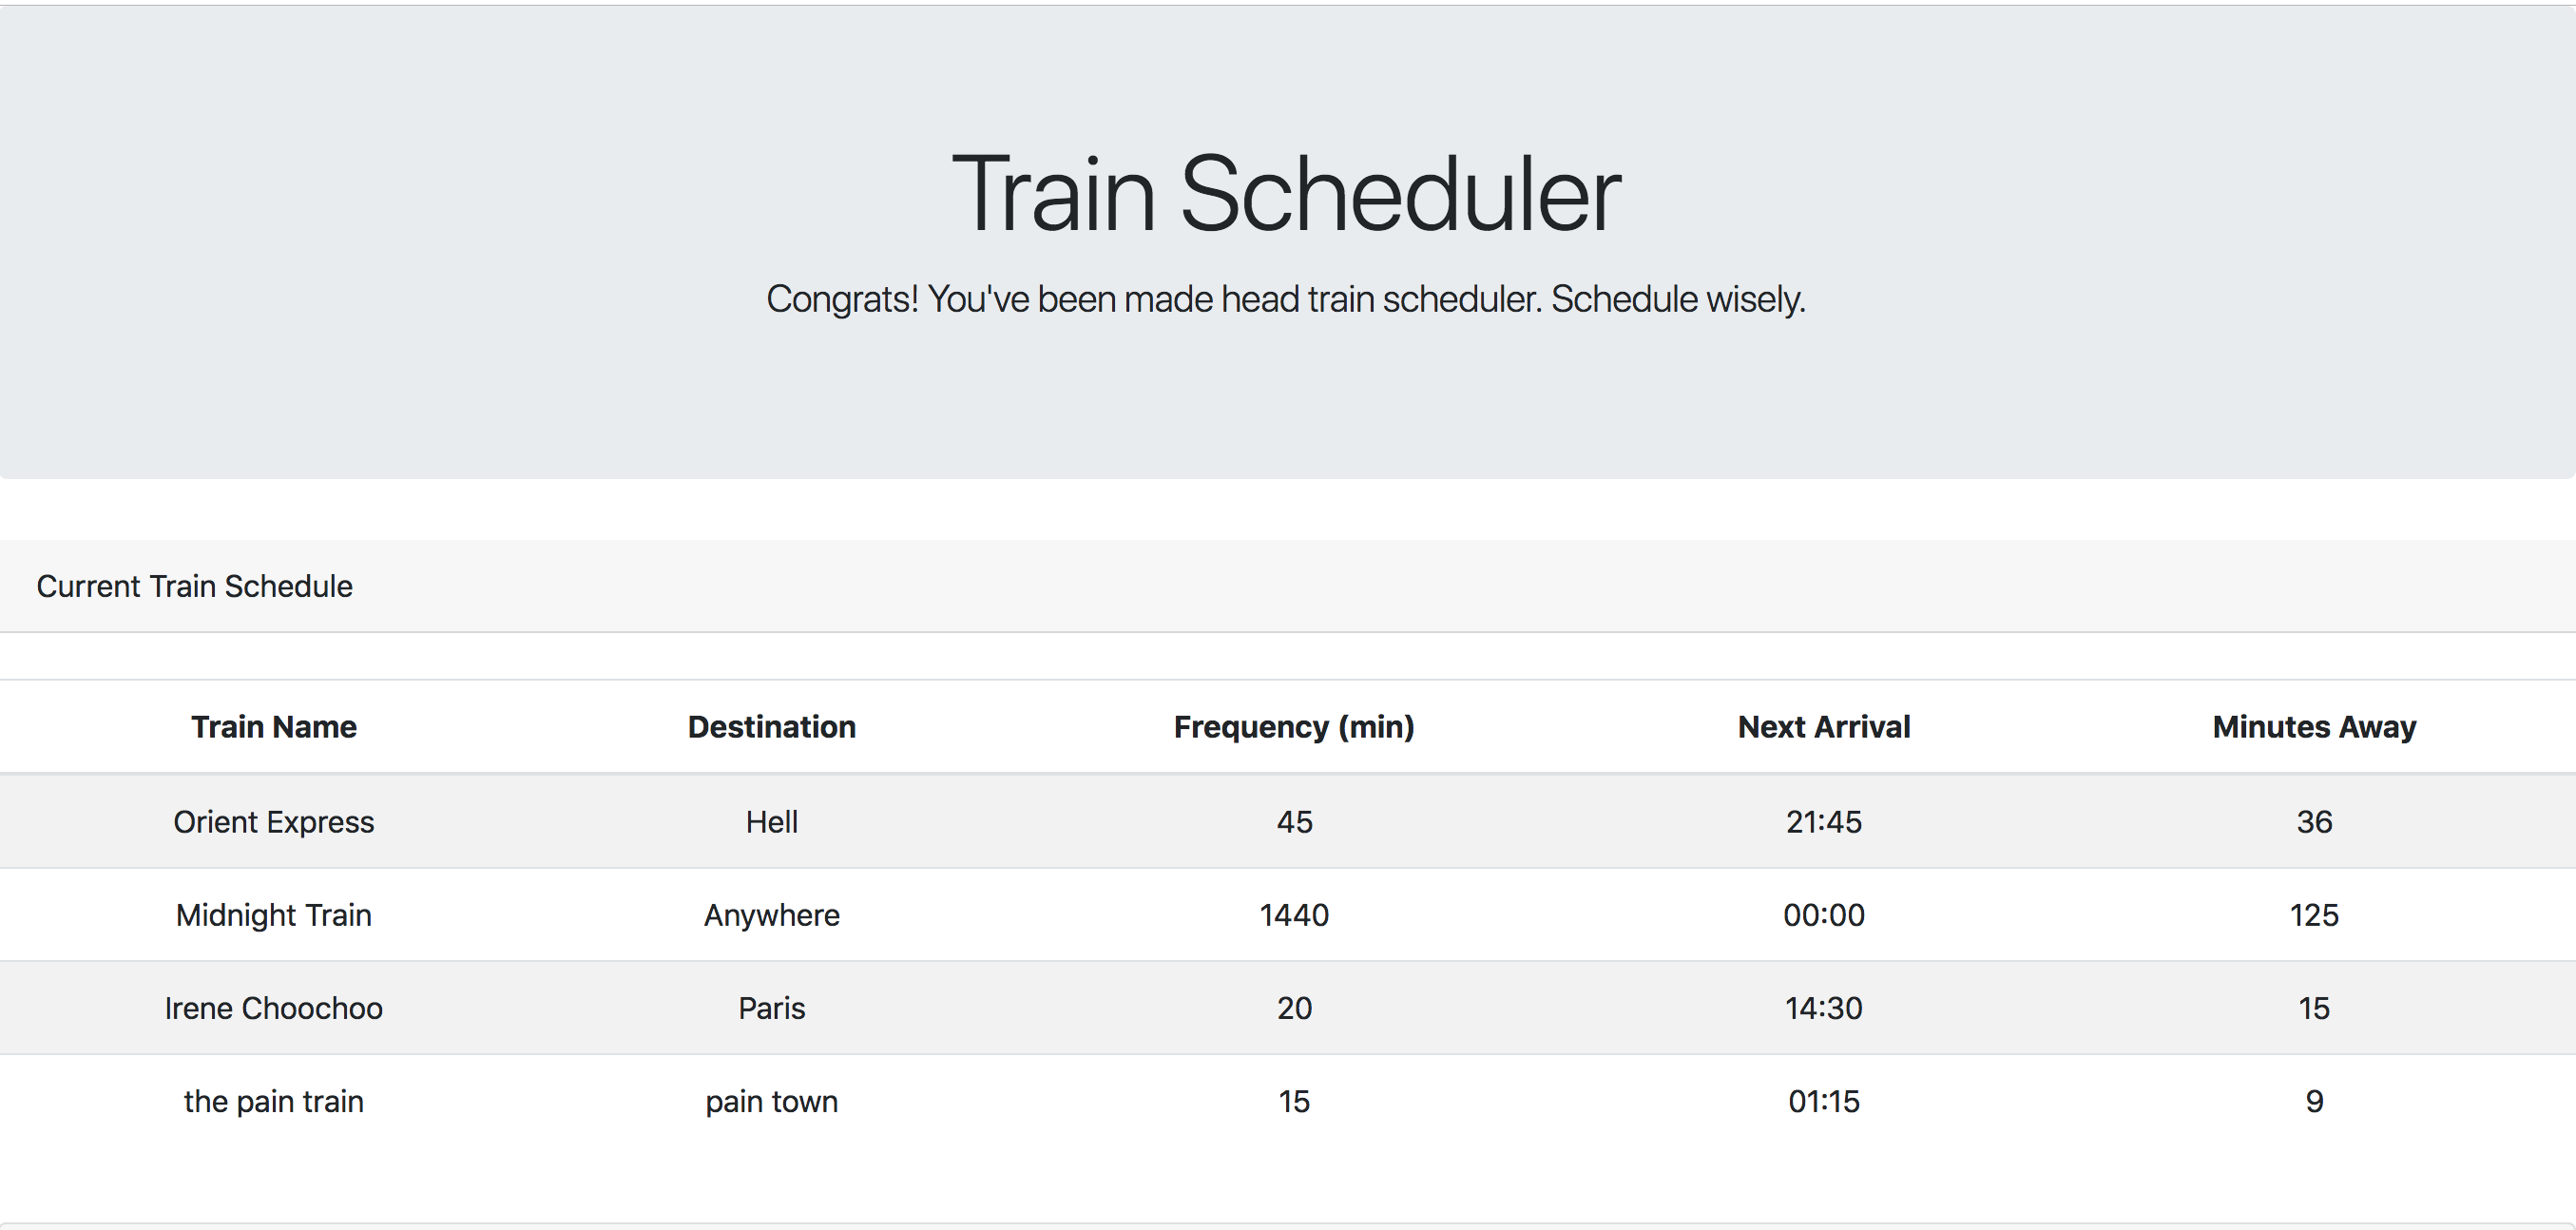 Train Scheduler
Congrats! You've been made head train scheduler. Schedule wisely.
Current Train Schedule
Train Name Destination Frequency (min) Next Arrival Minutes Away
Orient Express Hell 45 21:45 36
Midnight Train Anywhere 1440 00:00 125
Irene Choochoo Paris 20 14:30 15
the pain train pain town 15 01:15 9